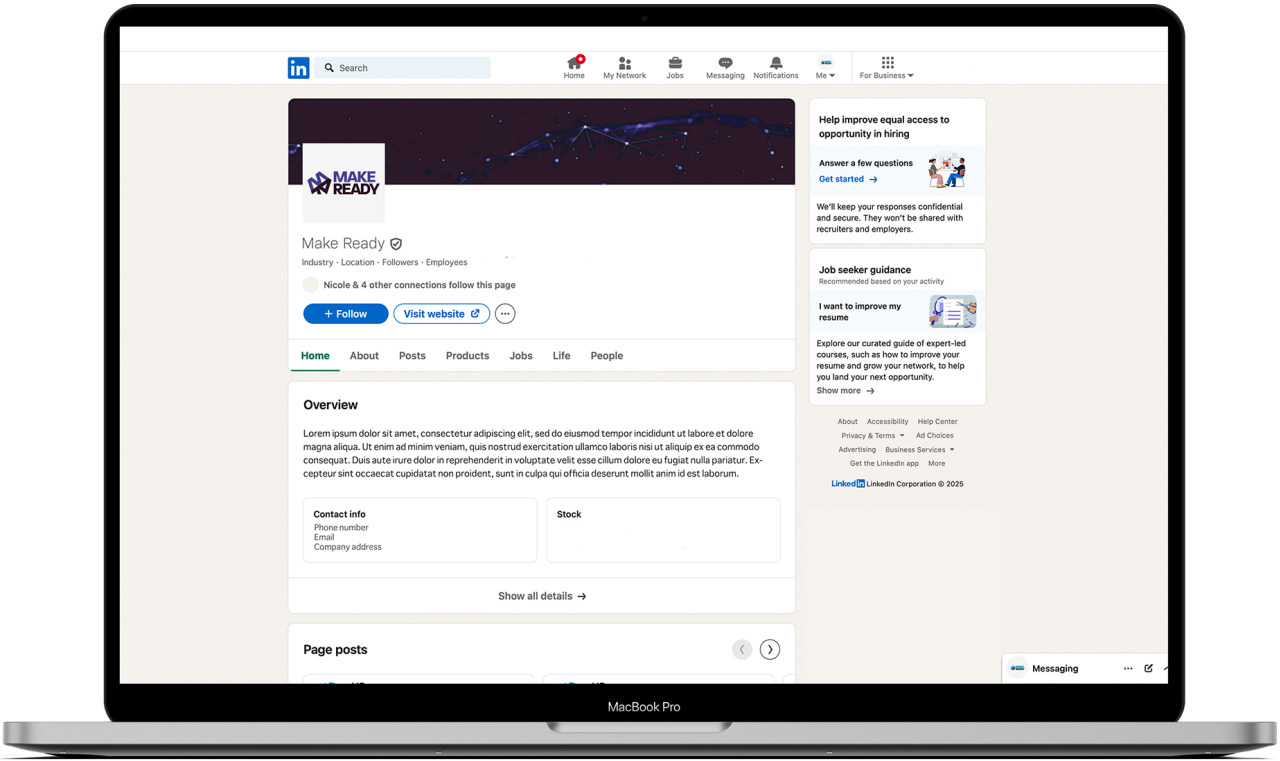 in
Search
Home
My Network
Jobs
Messaging
Notifications
Me
For Business
MAKE
READY
Make Ready
Industry · Location · Followers · Employees
Nicole & 4 other connections follow this page
+ Follow
Visit website
Home
About
Posts
Products
Jobs
Life
People
Overview
Lorem ipsum dolor sit amet, consectetur adipiscing elit, sed do eiusmod tempor incididunt ut labore et dolore
magna aliqua. Ut enim ad minim veniam, quis nostrud exercitation ullamco laboris nisi ut aliquip ex ea commodo
consequat. Duis aute irure dolor in reprehenderit in voluptate velit esse cillum dolore eu fugiat nulla pariatur. Ex-
cepteur sint occaecat cupidatat non proident, sunt in culpa qui officia deserunt mollit anim id est laborum.
Contact info
Phone number
Email
Company address
Stock
Show all details →
Page posts
Help improve equal access to
opportunity in hiring
Answer a few questions
Get started →
We’ll keep your responses confidential
and secure. They won’t be shared with
recruiters and employers.
Job seeker guidance
Recommended based on your activity
I want to improve my
resume
Explore our curated guide of expert-led
courses, such as how to improve your
resume and grow your network, to help
you land your next opportunity.
Show more →
About Accessibility Help Center
Privacy & Terms Ad Choices
Advertising Business Services
Get the LinkedIn app More
LinkedIn LinkedIn Corporation © 2025
Messaging
MacBook Pro